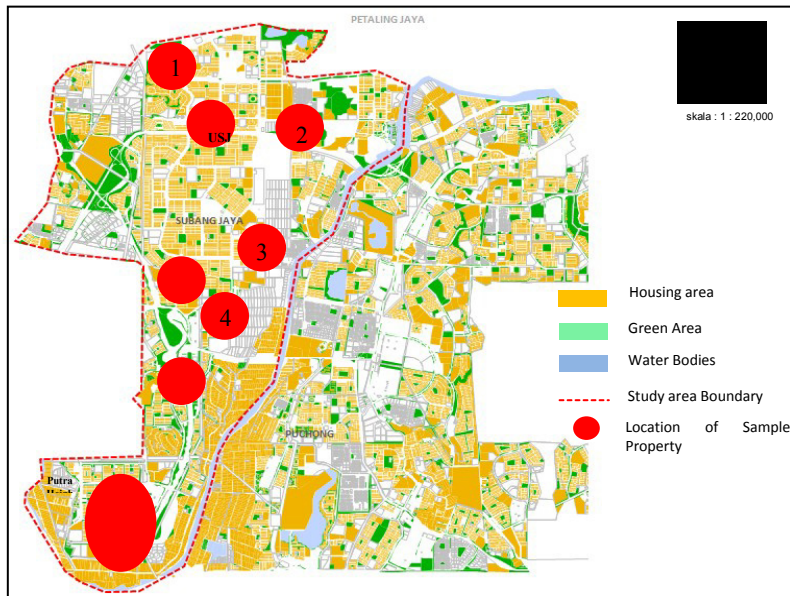 PETALING JAYA
skala : 1 : 220,000
1
USJ
2
SUBANG JAYA
3
4
Housing area
Green Area
Water Bodies
Study area Boundary
Location of Sample
Property
PUCHONG
Putra